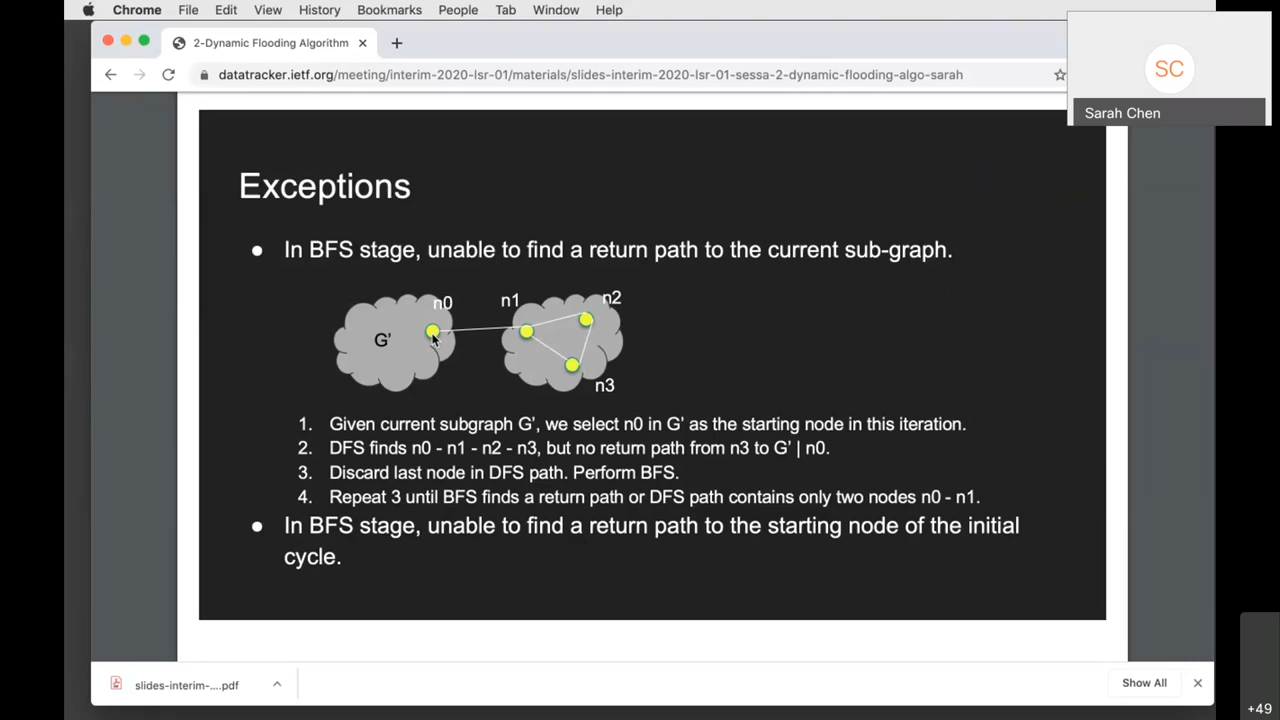 Chrome File Edit View History Bookmarks People Tab Window Help
2-Dynamic Flooding Algorithm
datatracker.ietf.org/meeting/interim-2020-lsr-01/materials/slides-interim-2020-lsr-01-sessa-2-dynamic-flooding-algo-sarah
SC
Sarah Chen
Exceptions
● In BFS stage, unable to find a return path to the current sub-graph.
n0 n1 n2
G’
n3
1. Given current subgraph G’, we select n0 in G’ as the starting node in this iteration.
2. DFS finds n0 - n1 - n2 - n3, but no return path from n3 to G’ | n0.
3. Discard last node in DFS path. Perform BFS.
4. Repeat 3 until BFS finds a return path or DFS path contains only two nodes n0 - n1.
● In BFS stage, unable to find a return path to the starting node of the initial
cycle.
slides-interim-....pdf
Show All
+49